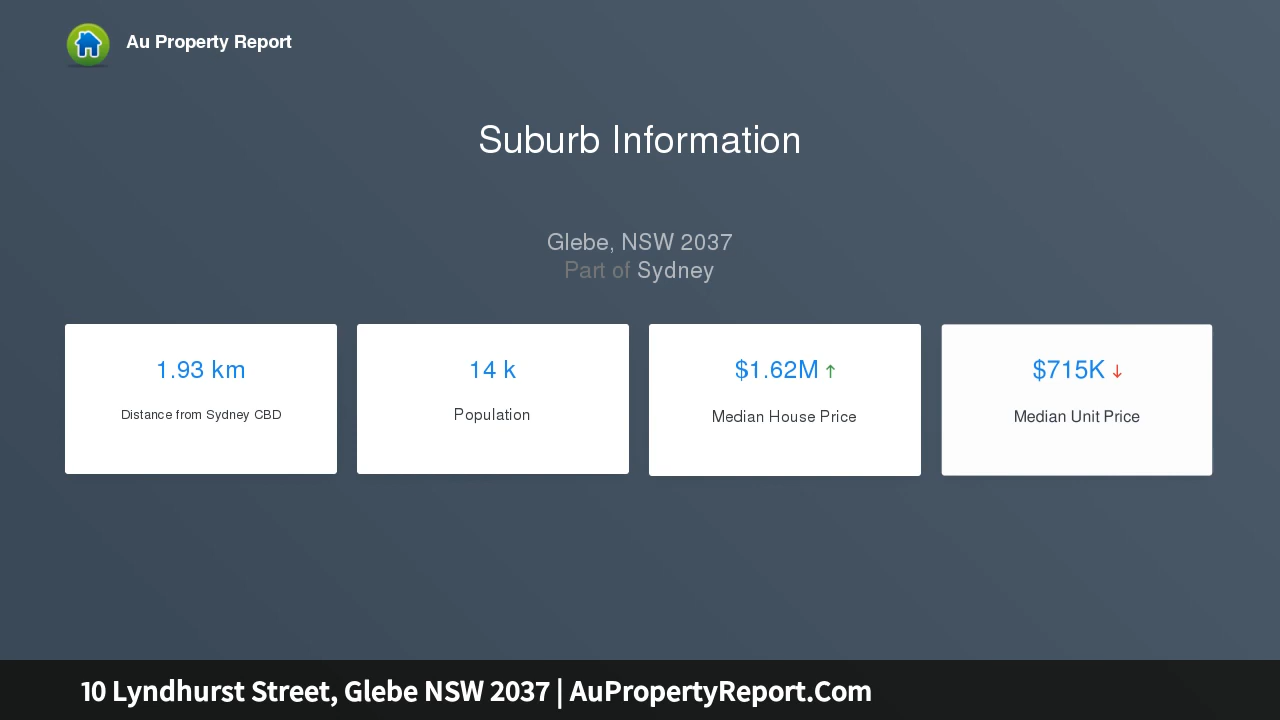 Au Property Report
Suburb Information
Glebe, NSW 2037
Part of Sydney
1.93 km
Distance from Sydney CBD
14 k
Population
$1.62M ↑
Median House Price
$715K ↓
Median Unit Price
10 Lyndhurst Street, Glebe NSW 2037 | AuPropertyReport.Com